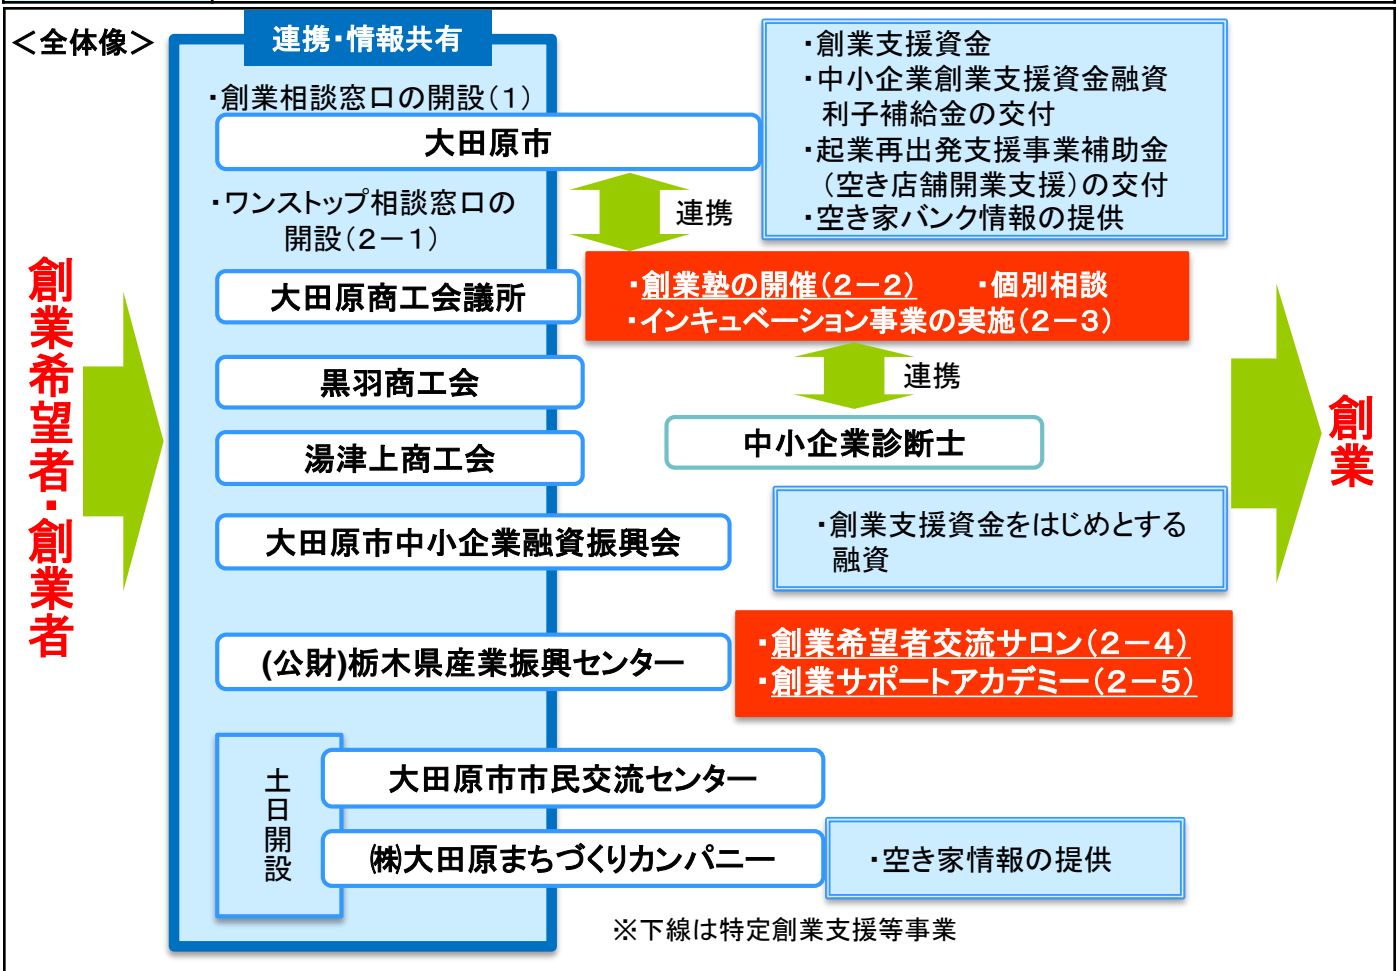 ＜全体像＞
連携・情報共有
・創業相談窓口の開設（１）
大田原市
・創業支援資金
・中小企業創業支援資金融資
利子補給金の交付
・起業再出発支援事業補助金
（空き店舗開業支援）の交付
・空き家バンク情報の提供
・ワンストップ相談窓口の
開設（２－１）
連携
大田原商工会議所
・創業塾の開催（２－２）　・個別相談
・インキュベーション事業の実施（２－３）
黒羽商工会
連携
湯津上商工会
中小企業診断士
大田原市中小企業融資振興会
・創業支援資金をはじめとする
融資
(公財)栃木県産業振興センター
・創業希望者交流サロン（２－４）
・創業サポートアカデミー（２－５）
土日開設
大田原市市民交流センター
㈱大田原まちづくりカンパニー
・空き家情報の提供
※下線は特定創業支援等事業
創業希望者・創業者
創業